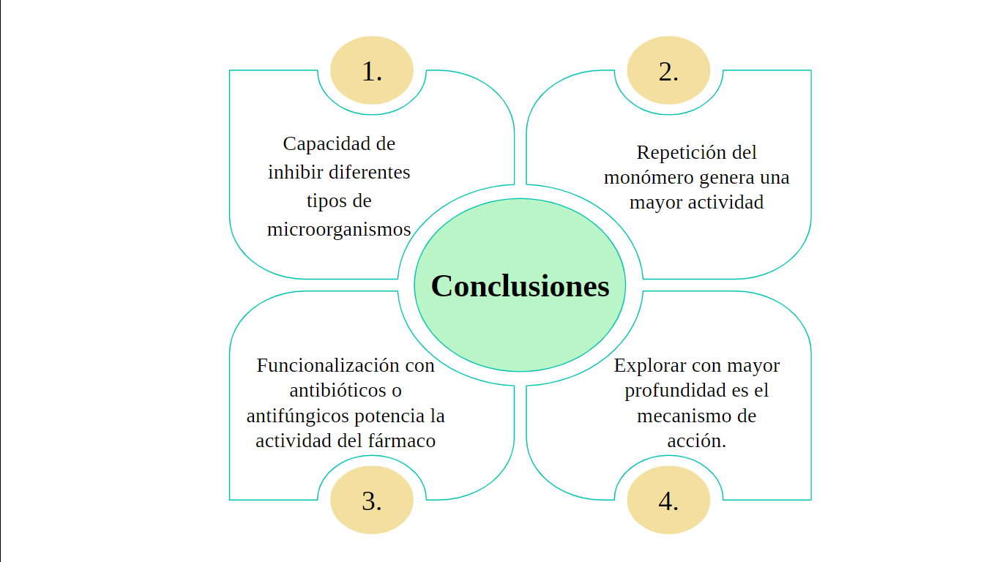 1.
Capacidad de
inhibir diferentes
tipos de
microorganismos
2.
Repetición del
monómero genera una
mayor actividad
Conclusiones
Funcionalización con
antibióticos o
antifúngicos potencia la
actividad del fármaco
3.
Explorar con mayor
profundidad es el
mecanismo de
acción.
4.